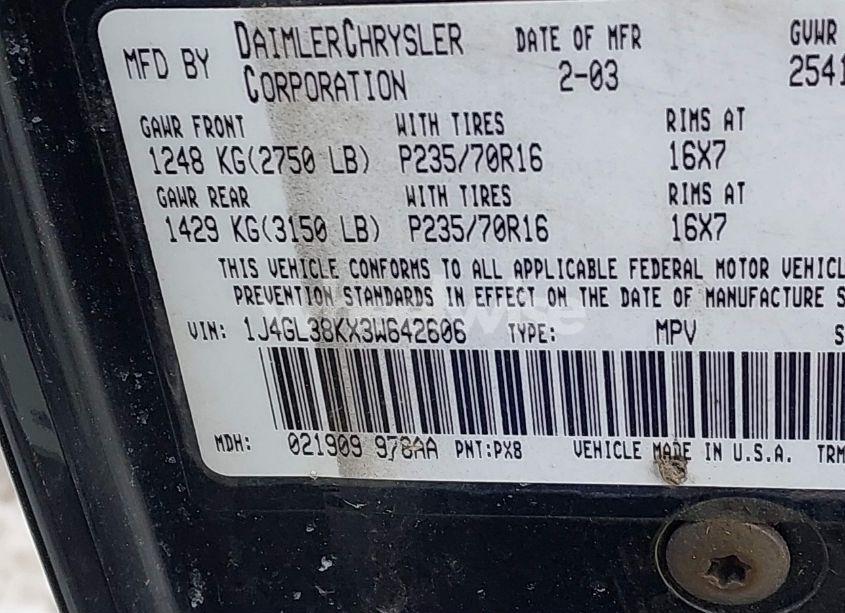 MFD BY DAIMLERCHRYSLER CORPORATION DATE OF MFR 2-03 GVWR 2541
GAWR FRONT WITH TIRES RIMS AT
1248 KG(2750 LB) P235/70R16 16X7
GAWR REAR WITH TIRES RIMS AT
1429 KG(3150 LB) P235/70R16 16X7
THIS VEHICLE CONFORMS TO ALL APPLICABLE FEDERAL MOTOR VEHICL
PREVENTION STANDARDS IN EFFECT ON THE DATE OF MANUFACTURE S
VIN: 1J4GL38KX3W642606 TYPE: MPV S
MDH: 021909 978AA PNT:PX8 VEHICLE MADE IN U.S.A. TRM